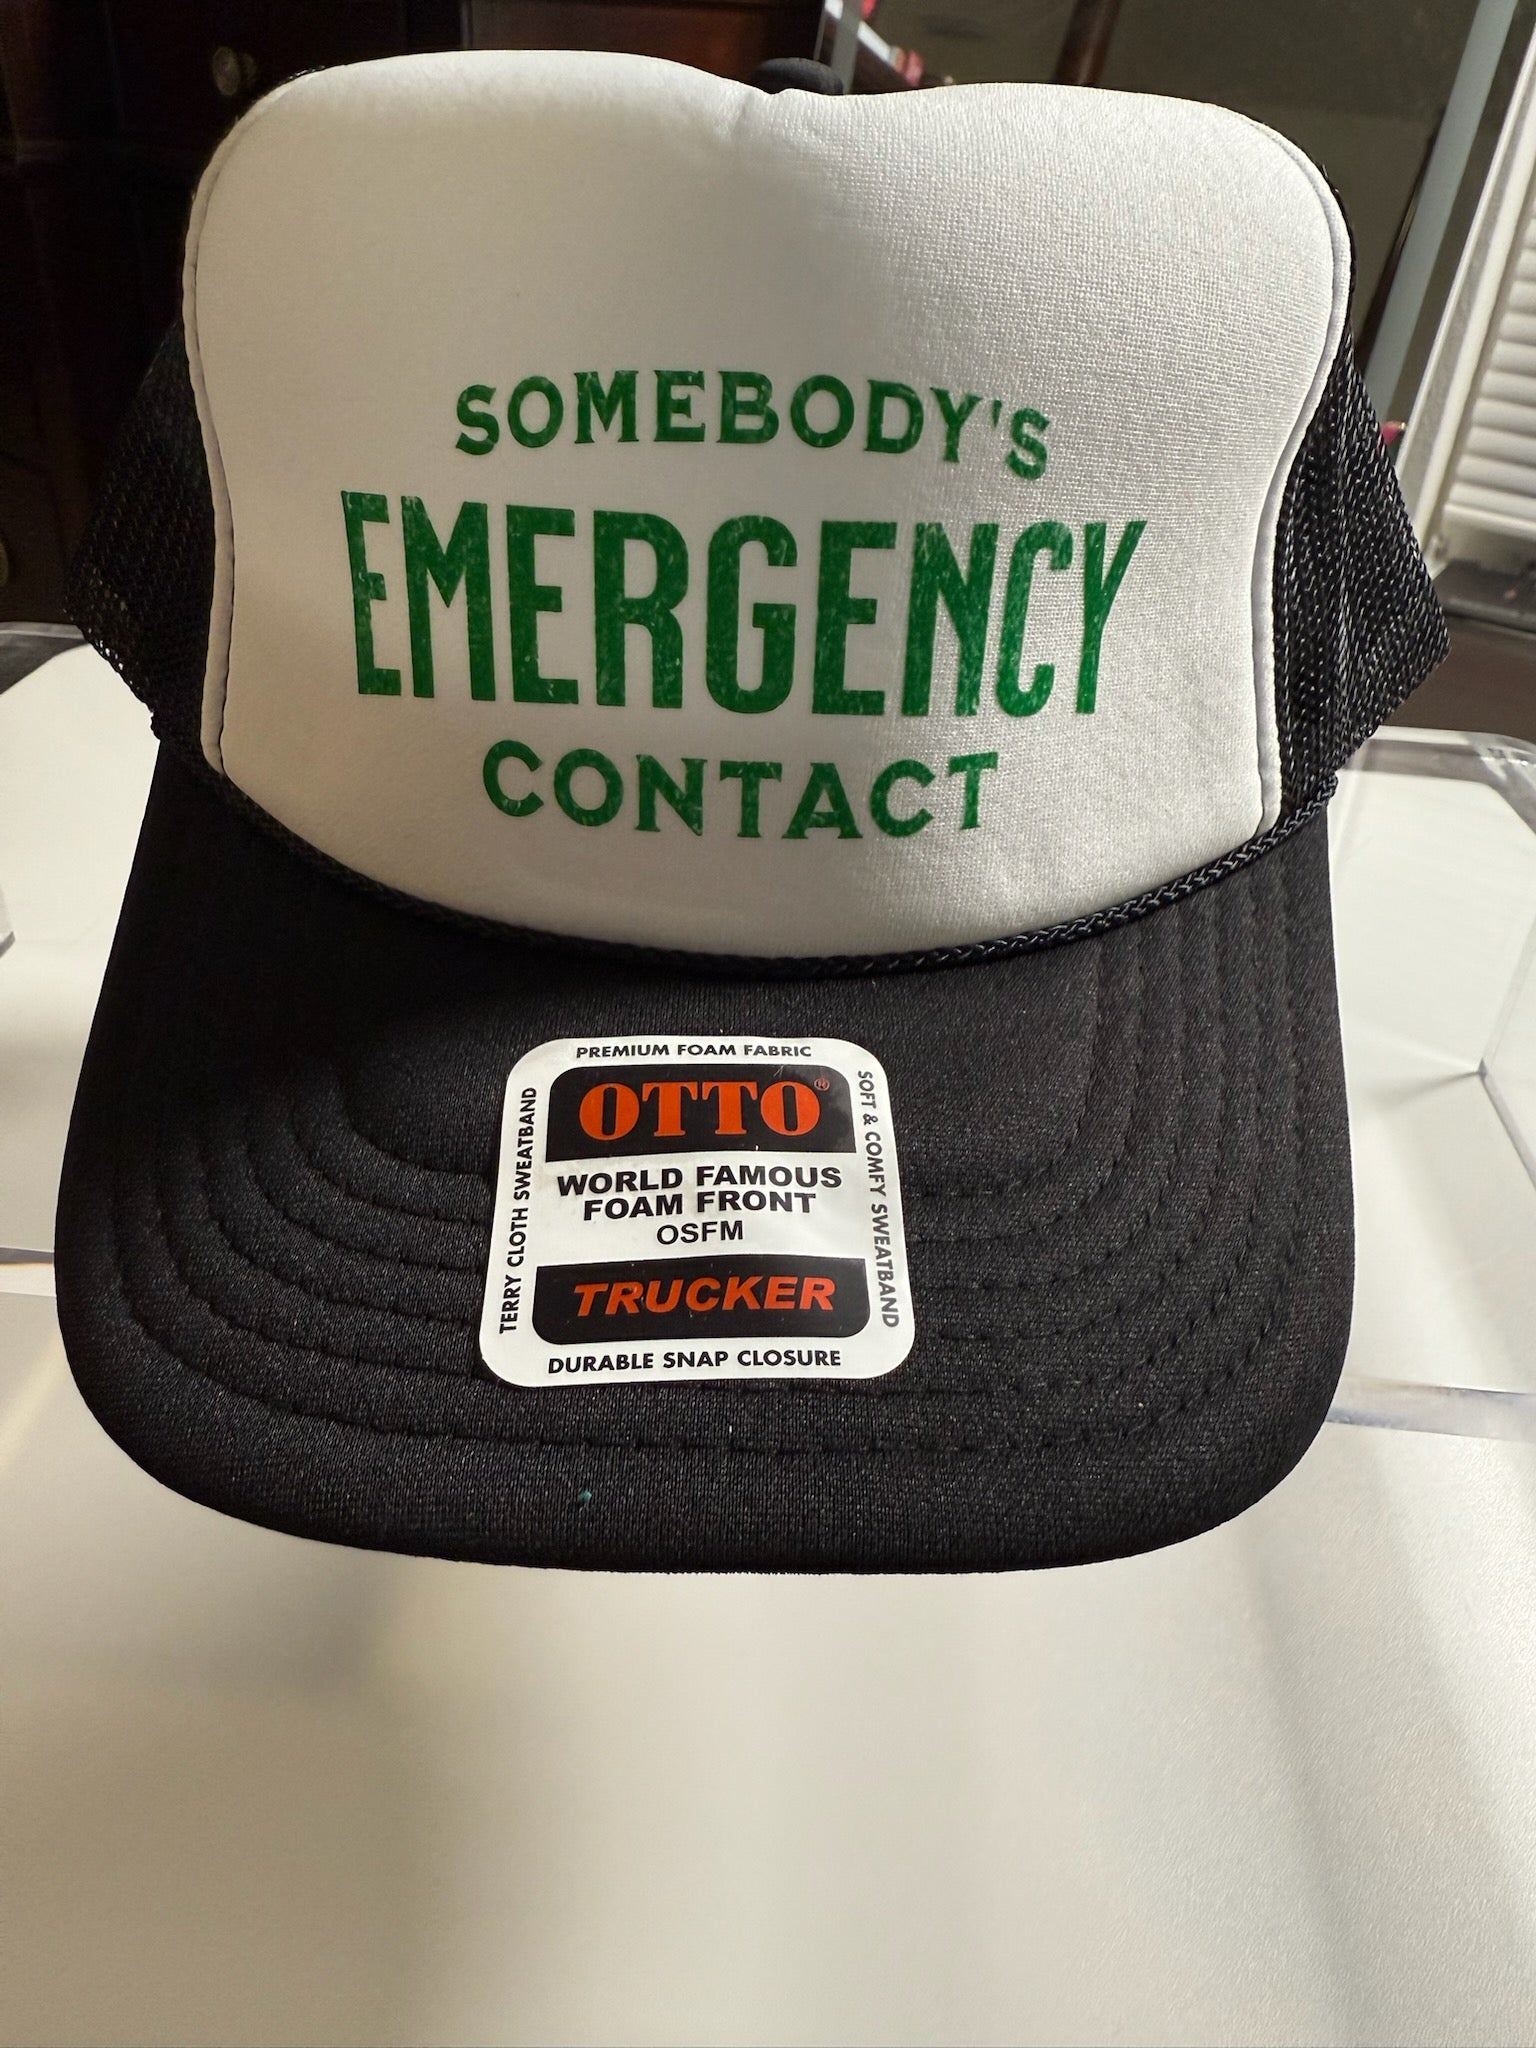 SOMEBODY'S
EMERGENCY
CONTACT
PREMIUM FOAM FABRIC
OTTO®
WORLD FAMOUS
FOAM FRONT
OSFM
TRUCKER
DURABLE SNAP CLOSURE
TERRY CLOTH SWEATBAND
SOFT & COMFY SWEATBAND